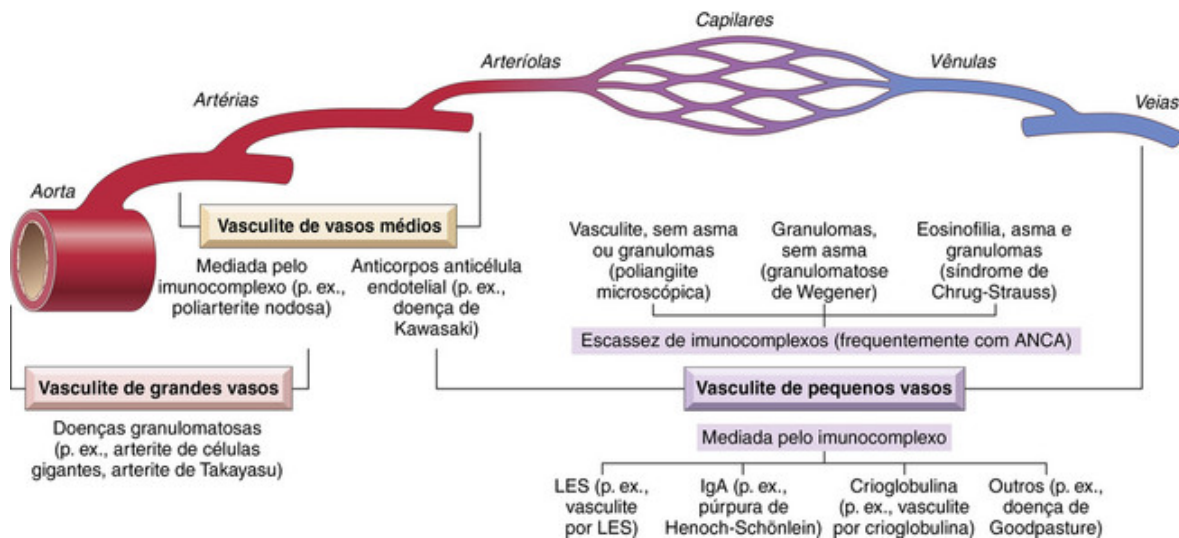 Capilares
Arteríolas
Vênulas
Artérias
Veias
Aorta
Vasculite de vasos médios
Mediada pelo
imunocomplexo (p. ex.,
poliarterite nodosa)
Anticorpos anticélula
endotelial (p. ex.,
doença de
Kawasaki)
Vasculite, sem asma
ou granulomas
(poliangiite
microscópica)
Granulomas,
sem asma
(granulomatose
de Wegener)
Eosinofilia, asma e
granulomas
(síndrome de
Chrug-Strauss)
Escassez de imunocomplexos (frequentemente com ANCA)
Vasculite de grandes vasos
Doenças granulomatosas
(p. ex., arterite de células
gigantes, arterite de Takayasu)
Vasculite de pequenos vasos
Mediada pelo imunocomplexo
LES (p. ex.,
vasculite
por LES)
IgA (p. ex.,
púrpura de
Henoch-Schönlein)
Crioglobulina
(p. ex., vasculite
por crioglobulina)
Outros (p. ex.,
doença de
Goodpasture)